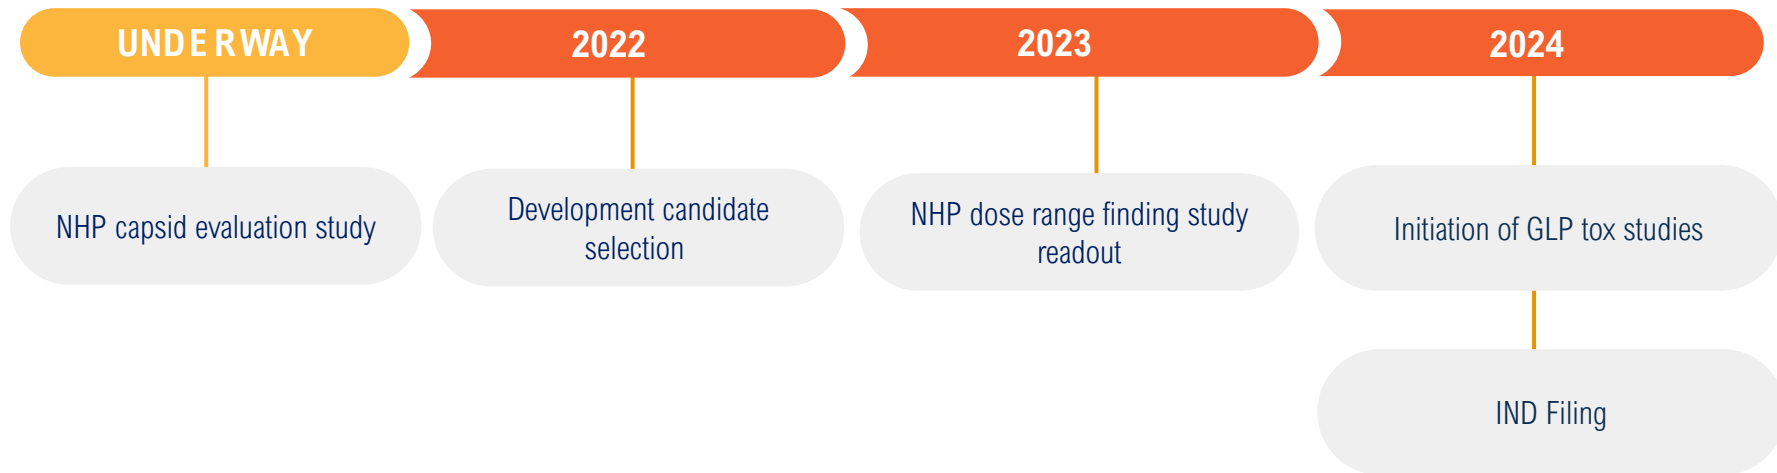 UNDERWAY
2022
2023
2024
NHP capsid evaluation study
Development candidate
selection
NHP dose range finding study
readout
Initiation of GLP tox studies
IND Filing